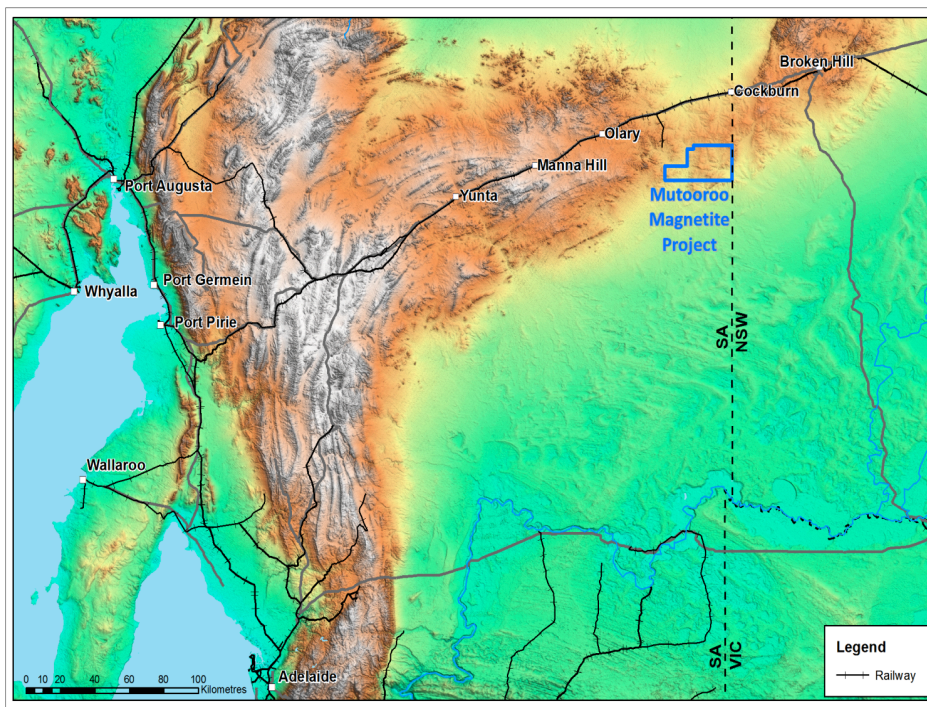 Broken Hill
Cockburn
Olary
Manna Hill
Yunta
Mutooroo
Magnetite
Project
Port Augusta
Port Germein
Whyalla
Port Pirie
SA
NSW
Wallaroo
SA
VIC
Adelaide
Legend
Railway
0 10 20 40 60 80 100
Kilometres